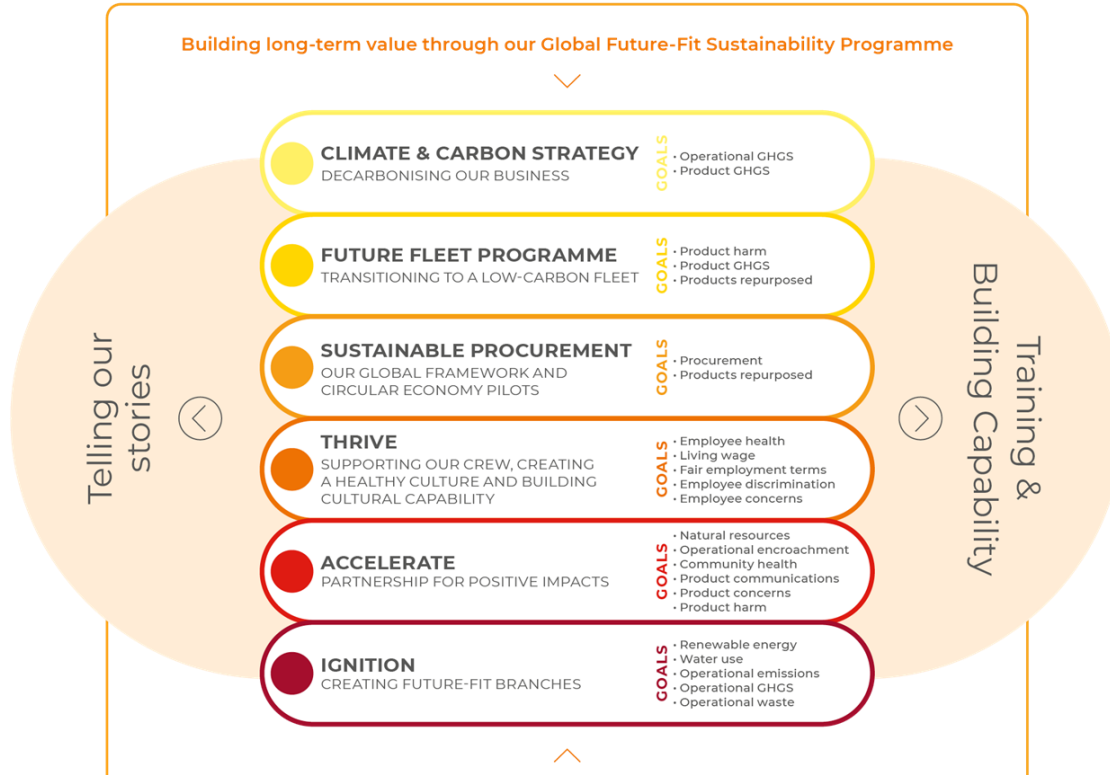 Building long-term value through our Global Future-Fit Sustainability Programme
Telling our
stories
CLIMATE & CARBON STRATEGY
DECARBONISING OUR BUSINESS
GOALS
• Operational GHGS
• Product GHGS
FUTURE FLEET PROGRAMME
TRANSITIONING TO A LOW-CARBON FLEET
GOALS
• Product harm
• Product GHGS
• Products repurposed
SUSTAINABLE PROCUREMENT
OUR GLOBAL FRAMEWORK AND
CIRCULAR ECONOMY PILOTS
GOALS
• Procurement
• Products repurposed
THRIVE
SUPPORTING OUR CREW, CREATING
A HEALTHY CULTURE AND BUILDING
CULTURAL CAPABILITY
GOALS
• Employee health
• Living wage
• Fair employment terms
• Employee discrimination
• Employee concerns
ACCELERATE
PARTNERSHIP FOR POSITIVE IMPACTS
GOALS
• Natural resources
• Operational encroachment
• Community health
• Product communications
• Product concerns
• Product harm
IGNITION
CREATING FUTURE-FIT BRANCHES
GOALS
• Renewable energy
• Water use
• Operational emissions
• Operational GHGS
• Operational waste
Training &
Building Capability